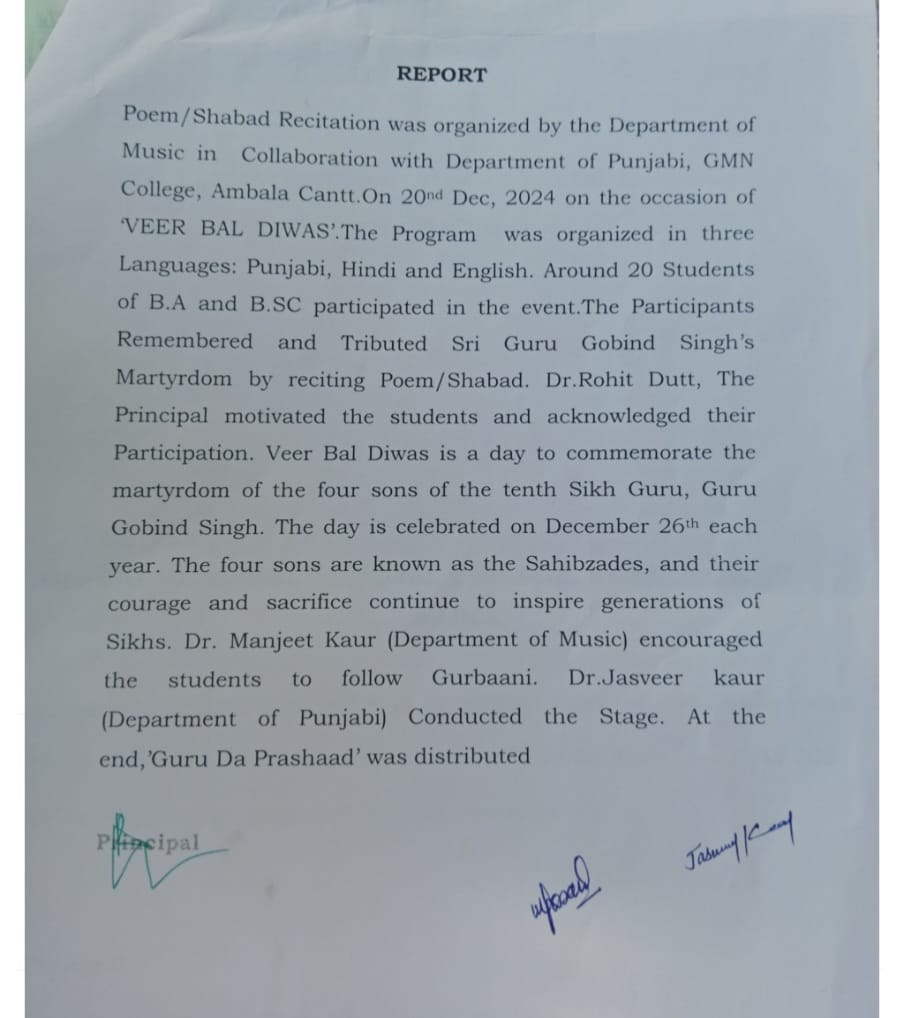 REPORT
Poem/Shabad Recitation was organized by the Department of
Music in Collaboration with Department of Punjabi, GMN
College, Ambala Cantt.On 20nd Dec, 2024 on the occasion of
‘VEER BAL DIWAS’.The Program was organized in three
Languages: Punjabi, Hindi and English. Around 20 Students
of B.A and B.SC participated in the event.The Participants
Remembered and Tributed Sri Guru Gobind Singh’s
Martyrdom by reciting Poem/Shabad. Dr.Rohit Dutt, The
Principal motivated the students and acknowledged their
Participation. Veer Bal Diwas is a day to commemorate the
martyrdom of the four sons of the tenth Sikh Guru, Guru
Gobind Singh. The day is celebrated on December 26th each
year. The four sons are known as the Sahibzades, and their
courage and sacrifice continue to inspire generations of
Sikhs. Dr. Manjeet Kaur (Department of Music) encouraged
the students to follow Gurbaani. Dr.Jasveer kaur
(Department of Punjabi) Conducted the Stage. At the
end,’Guru Da Prashaad’ was distributed
Principal